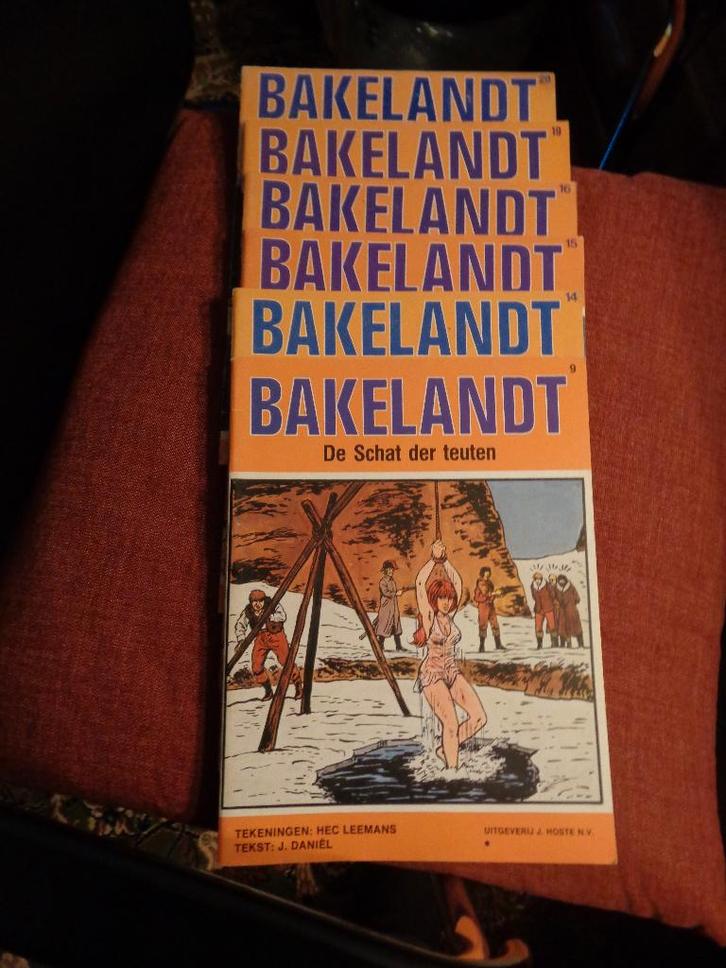 BAKELANDT 20
BAKELANDT 19
BAKELANDT 16
BAKELANDT 15
BAKELANDT 14
BAKELANDT 9
De Schat der teuten
TEKENINGEN: HEC LEEMANS
TEKST: J. DANIËL
UITGEVERIJ J. HOSTE N.V.